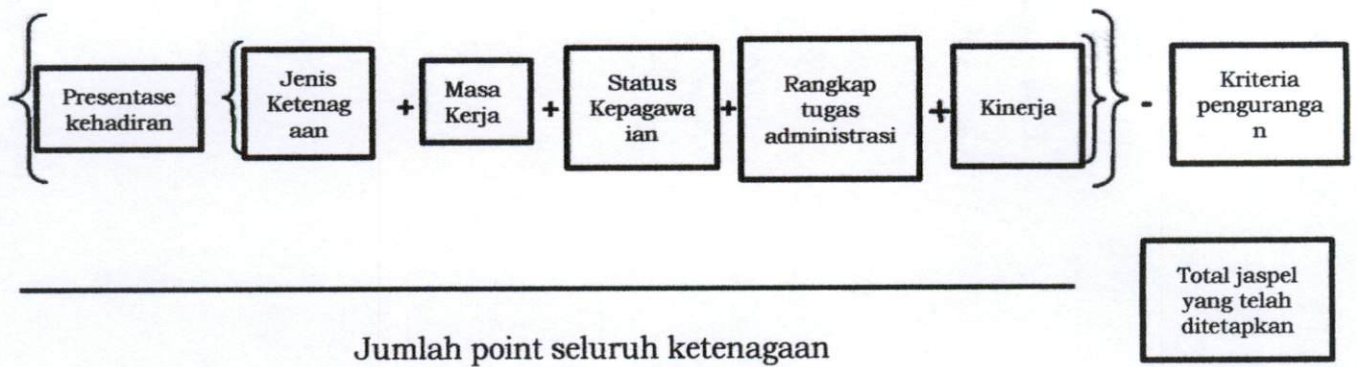 Presentase
kehadiran
Jenis
Ketenag
aan
+
Masa
Kerja
+
Status
Kepagawa
ian
+
Rangkap
tugas
administrasi
+
Kinerja
-
Kriteria
penguranga
n
Total jaspel
yang telah
ditetapkan
Jumlah point seluruh ketenagaan